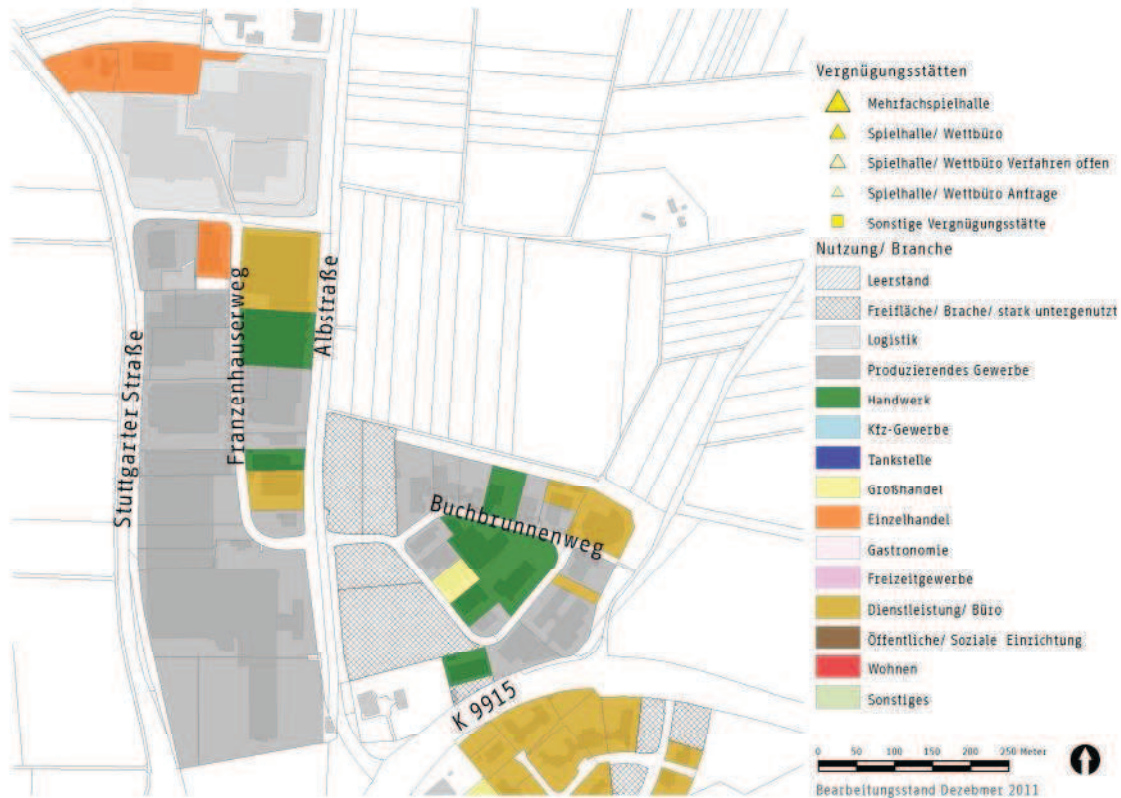 Stuttgarter Straße
Franzenhauserweg
Albstraße
Buchbrunnenweg
K 9915
Vergnügungsstätten
Mehrfachspielhalle
Spielhalle/ Wettbüro
Spielhalle/ Wettbüro Verfahren offen
Spielhalle/ Wettbüro Anfrage
Sonstige Vergnügungsstätte
Nutzung/ Branche
Leerstand
Freifläche/ Brache/ stark untergenutzt
Logistik
Produzierendes Gewerbe
Handwerk
Kfz-Gewerbe
Tankstelle
Großhandel
Einzelhandel
Gastronomie
Freizeitgewerbe
Dienstleistung/ Büro
Öffentliche/ Soziale Einrichtung
Wohnen
Sonstiges
0 50 100 150 200 250 Meter
Bearbeitungsstand Dezebmer 2011